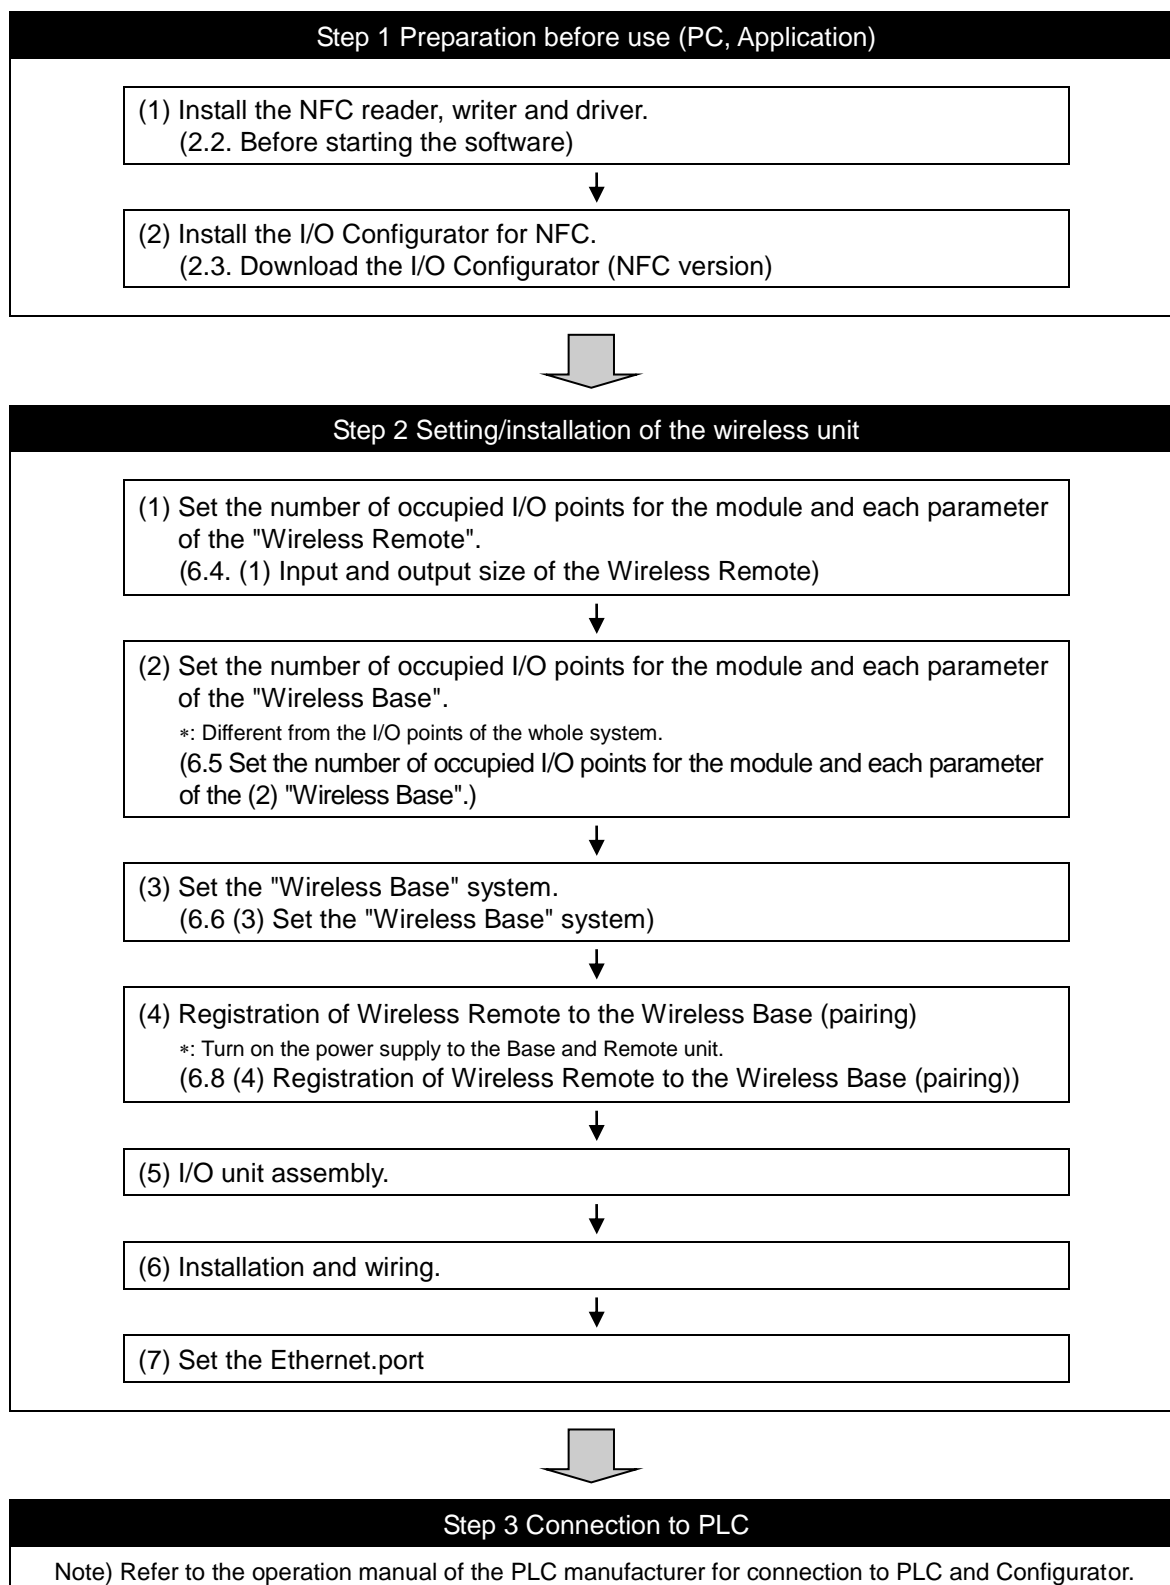 Step 1 Preparation before use (PC, Application)
(1) Install the NFC reader, writer and driver.
(2.2. Before starting the software)
(2) Install the I/O Configurator for NFC.
(2.3. Download the I/O Configurator (NFC version)
Step 2 Setting/installation of the wireless unit
(1) Set the number of occupied I/O points for the module and each parameter
of the "Wireless Remote".
(6.4. (1) Input and output size of the Wireless Remote)
(2) Set the number of occupied I/O points for the module and each parameter
of the "Wireless Base".
*: Different from the I/O points of the whole system.
(6.5 Set the number of occupied I/O points for the module and each parameter
of the (2) "Wireless Base".)
(3) Set the "Wireless Base" system.
(6.6 (3) Set the "Wireless Base" system)
(4) Registration of Wireless Remote to the Wireless Base (pairing)
*: Turn on the power supply to the Base and Remote unit.
(6.8 (4) Registration of Wireless Remote to the Wireless Base (pairing))
(5) I/O unit assembly.
(6) Installation and wiring.
(7) Set the Ethernet.port
Step 3 Connection to PLC
Note) Refer to the operation manual of the PLC manufacturer for connection to PLC and Configurator.